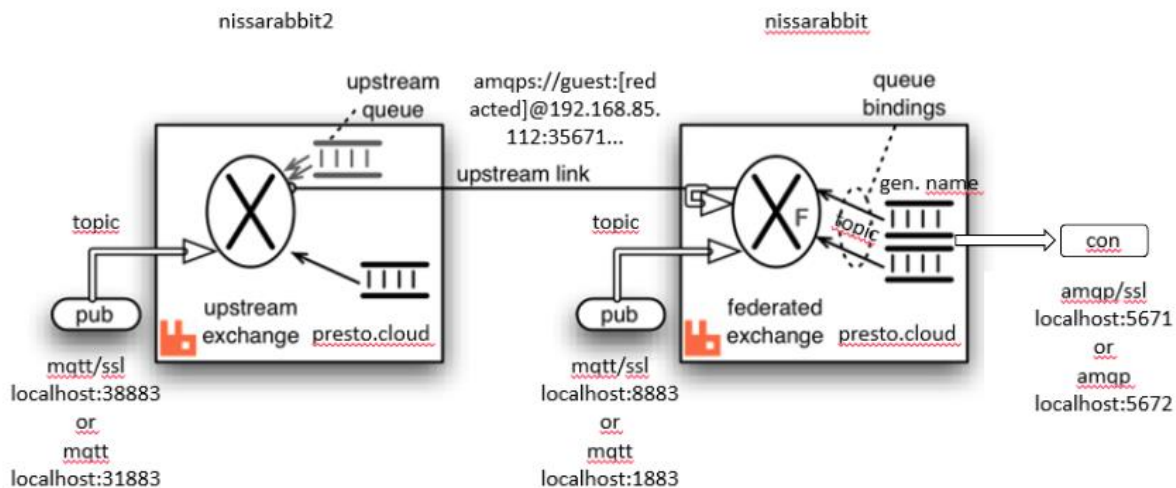 nissarabbit2
nissarabbit
upstream
queue
amqps://guest:[red
acted]@192.168.85.
112:35671...
queue
bindings
upstream link
gen. name
topic
topic
F
topic
con
pub
upstream
exchange
presto.cloud
pub
federated
exchange
presto.cloud
amqp/ssl
localhost:5671
or
amqp
localhost:5672
mqtt/ssl
localhost:38883
or
mqtt
localhost:31883
mqtt/ssl
localhost:8883
or
mqtt
localhost:1883